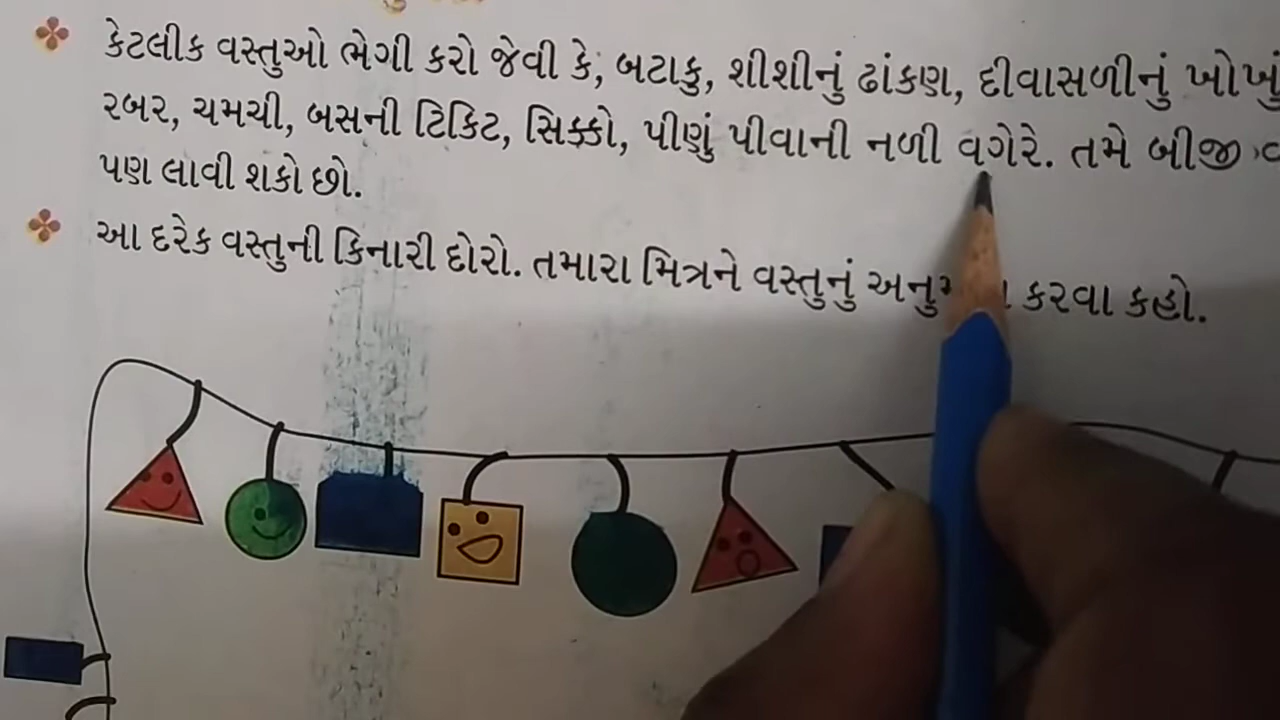 કેટલીક વસ્તુઓ ભેગી કરો જેવી કે, બટાકુ, શીશીનું ઢાંકણ, દીવાસળીનું ખોખું
રબર, ચમચી, બસની ટિકિટ, સિક્કો, પીણું પીવાની નળી વગેરે. તમે બીજી
પણ લાવી શકો છો.
આ દરેક વસ્તુની કિનારી દોરો. તમારા મિત્રને વસ્તુનું કરવા કહો.